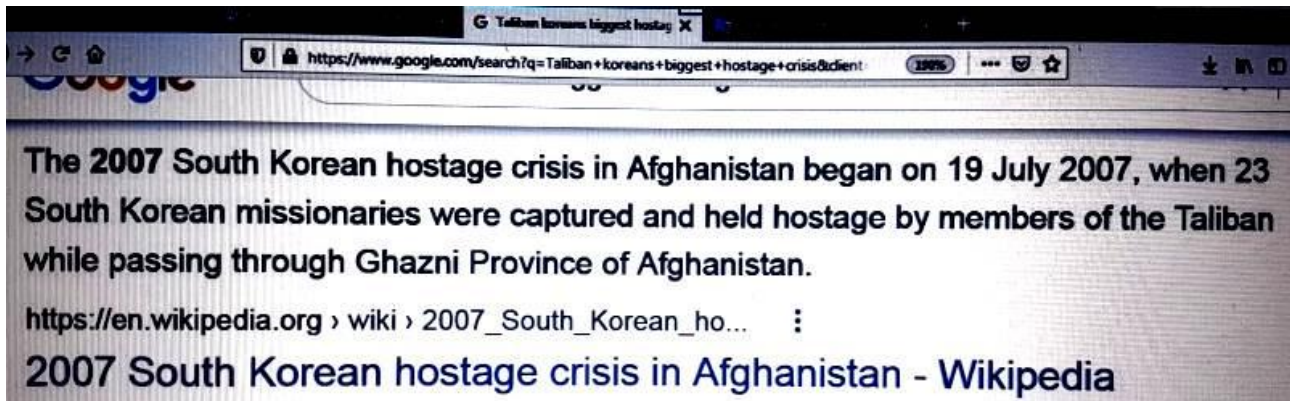 G Taliban koreans biggest hostag X
https://www.google.com/search?q=Taliban+koreans+biggest+hostage+crisis&client
190% ...
Google
The 2007 South Korean hostage crisis in Afghanistan began on 19 July 2007, when 23
South Korean missionaries were captured and held hostage by members of the Taliban
while passing through Ghazni Province of Afghanistan.
https://en.wikipedia.org › wiki › 2007_South_Korean_ho...
2007 South Korean hostage crisis in Afghanistan - Wikipedia